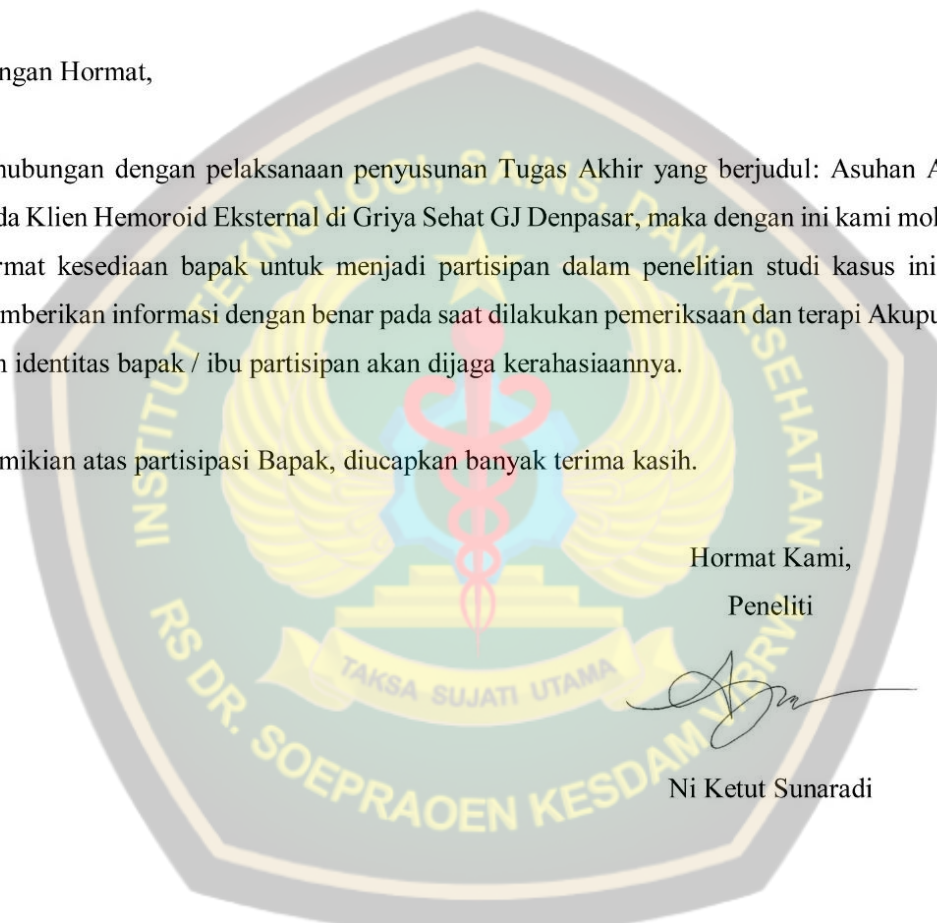 ngan Hormat,
hubungan dengan pelaksanaan penyusunan Tugas Akhir yang berjudul: Asuhan A
da Klien Hemoroid Eksternal di Griya Sehat GJ Denpasar, maka dengan ini kami mol
rmat kesediaan bapak untuk menjadi partisipan dalam penelitian studi kasus ini
mberikan informasi dengan benar pada saat dilakukan pemeriksaan dan terapi Akupu
n identitas bapak / ibu partisipan akan dijaga kerahasiaannya.
mikian atas partisipasi Bapak, diucapkan banyak terima kasih.
Hormat Kami,
Peneliti
Ni Ketut Sunaradi
INSTITUT TEKNOLOGI, SAINS, DAN KESEHATAN
TAKSA SUJATI UTAMA
RS DR. SOEPRAOEN KESDAM V/BRW